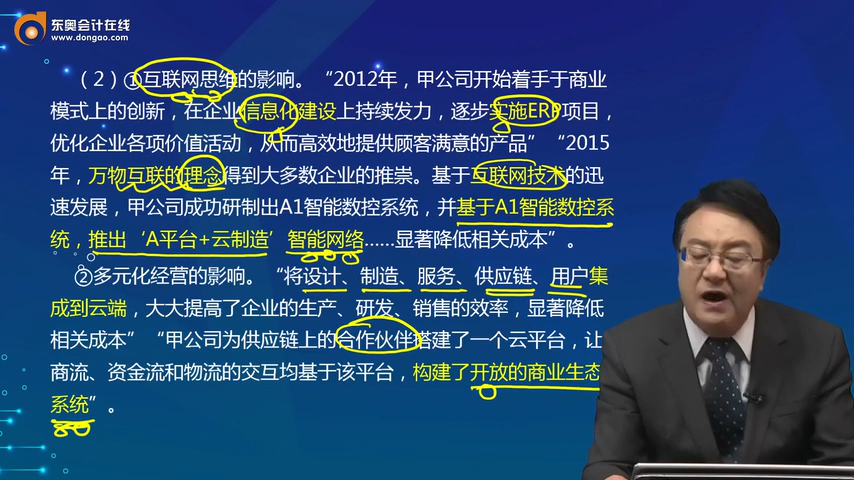 东奥会计在线
www.dongao.com
（2）①互联网思维的影响。“2012年，甲公司开始着手于商业
模式上的创新，在企业信息化建设上持续发力，逐步实施ERP项目，
优化企业各项价值活动，从而高效地提供顾客满意的产品”“2015
年，万物互联的理念得到大多数企业的推崇。基于互联网技术的迅
速发展，甲公司成功研制出A1智能数控系统，并基于A1智能数控系
统，推出‘A平台+云制造’智能网络……显著降低相关成本”。
②多元化经营的影响。“将设计、制造、服务、供应链、用户集
成到云端，大大提高了企业的生产、研发、销售的效率，显著降低
相关成本”“甲公司为供应链上的合作伙伴搭建了一个云平台，让
商流、资金流和物流的交互均基于该平台，构建了开放的商业生态
系统”。